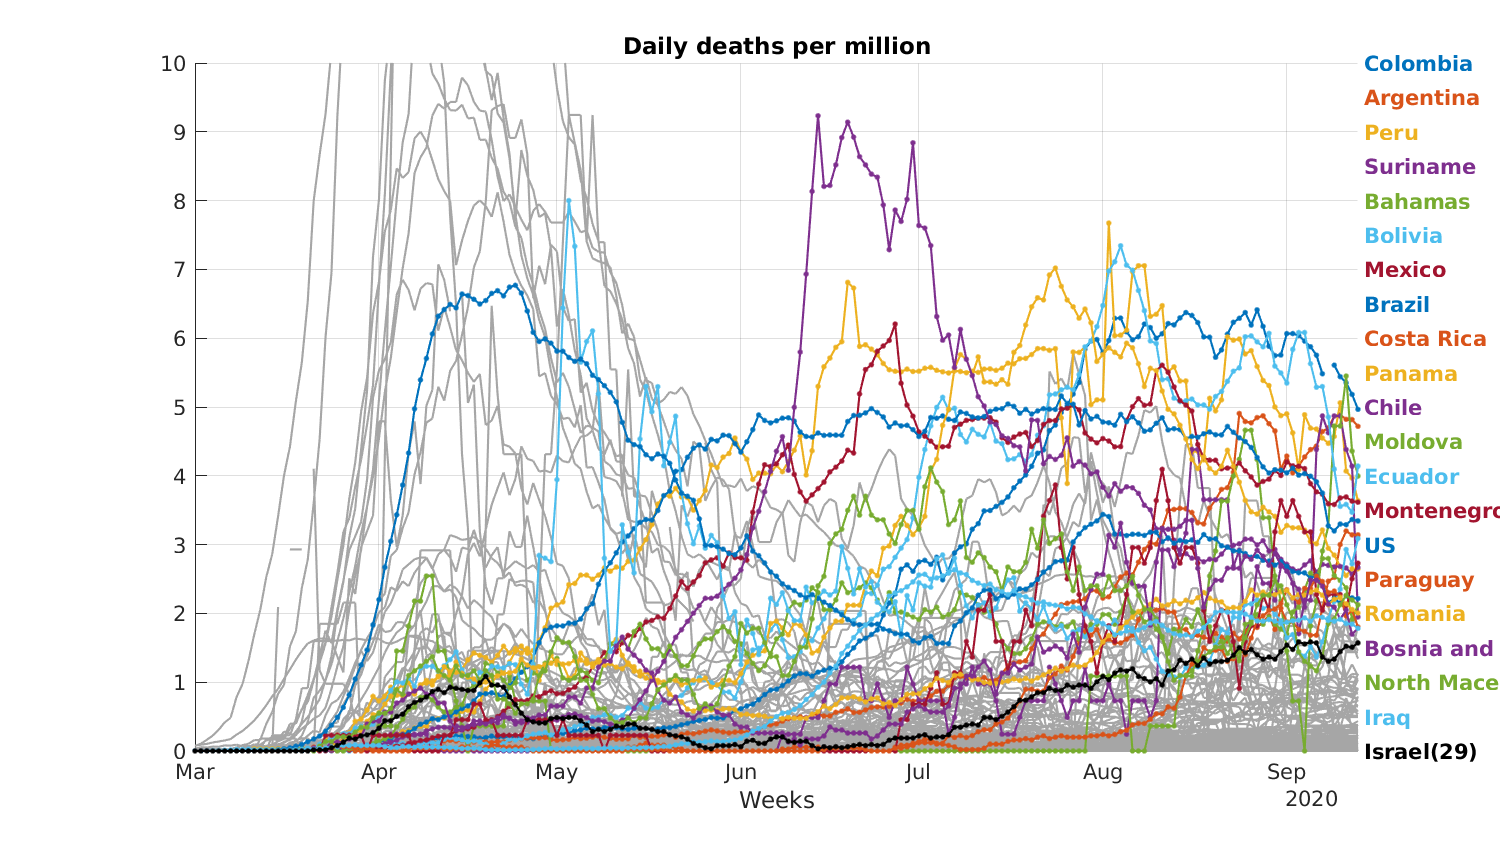 Daily deaths per million
10
9
8
7
6
5
4
3
2
1
0
Mar
Apr
May
Jun
Jul
Aug
Sep
Weeks
2020
Colombia
Argentina
Peru
Suriname
Bahamas
Bolivia
Mexico
Brazil
Costa Rica
Panama
Chile
Moldova
Ecuador
Montenegro
US
Paraguay
Romania
Bosnia and
North Mace
Iraq
Israel(29)